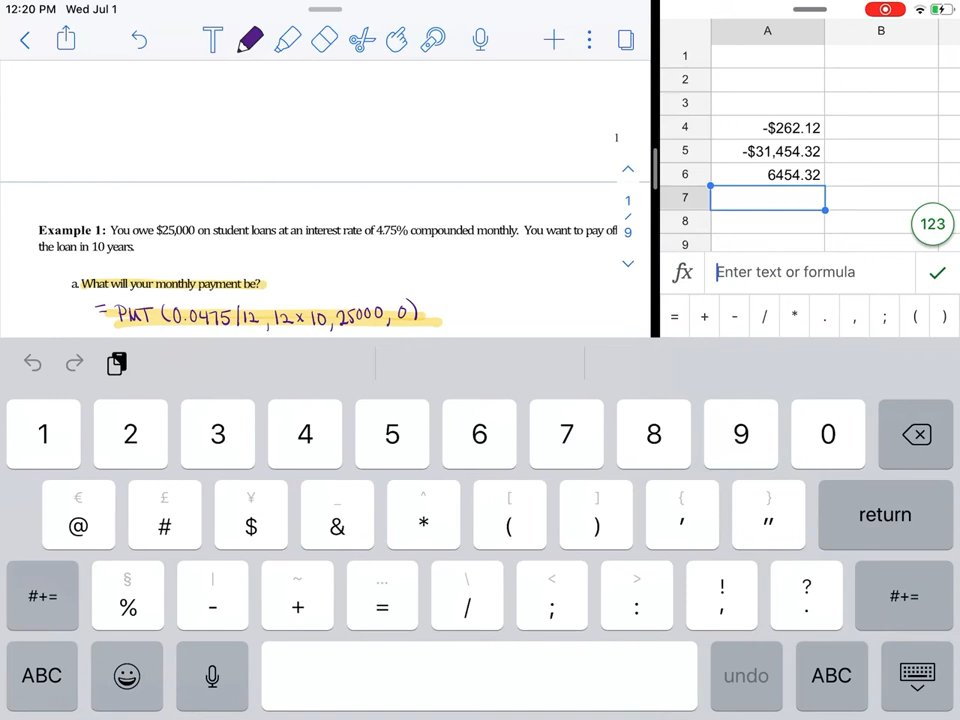 12:20 PM Wed Jul 1
T
A B
1
2
3
4 -$262.12
5 -$31,454.32
6 6454.32
7
8
9
123
fx Enter text or formula
= + - / * . , ; ( )
1
1
/
9
Example 1: You owe $25,000 on student loans at an interest rate of 4.75% compounded monthly. You want to pay off
the loan in 10 years.
a. What will your monthly payment be?
= PMT (0.0475/12, 12×10, 25000, 0)
1 2 3 4 5 6 7 8 9 0
€ £ ¥ _ ^ [ ] { }
@ # $ & * ( ) ' " return
§ | ~ … \ < > ! ?
#+= % - + = / ; : , . #+=
ABC undo ABC